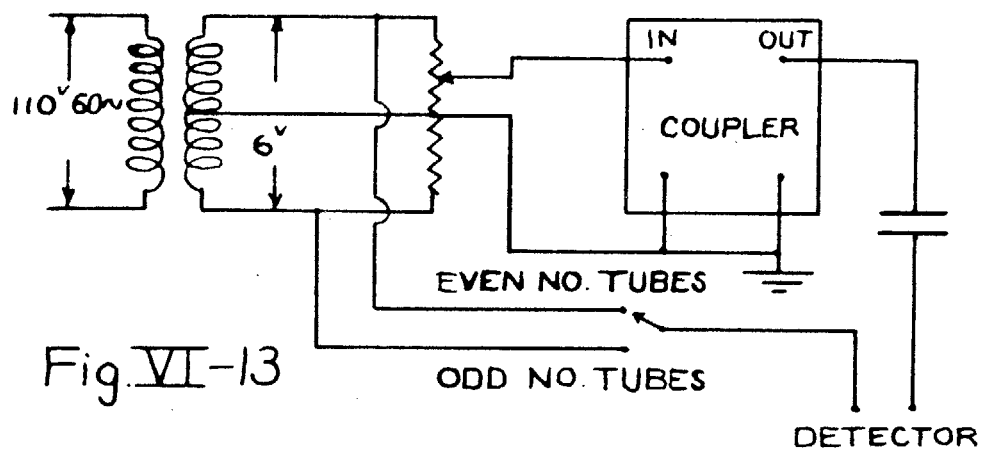 IN OUT
110ᵛ 60~
COUPLER
6ᵛ
EVEN NO. TUBES
Fig. VI-13
ODD NO. TUBES
DETECTOR